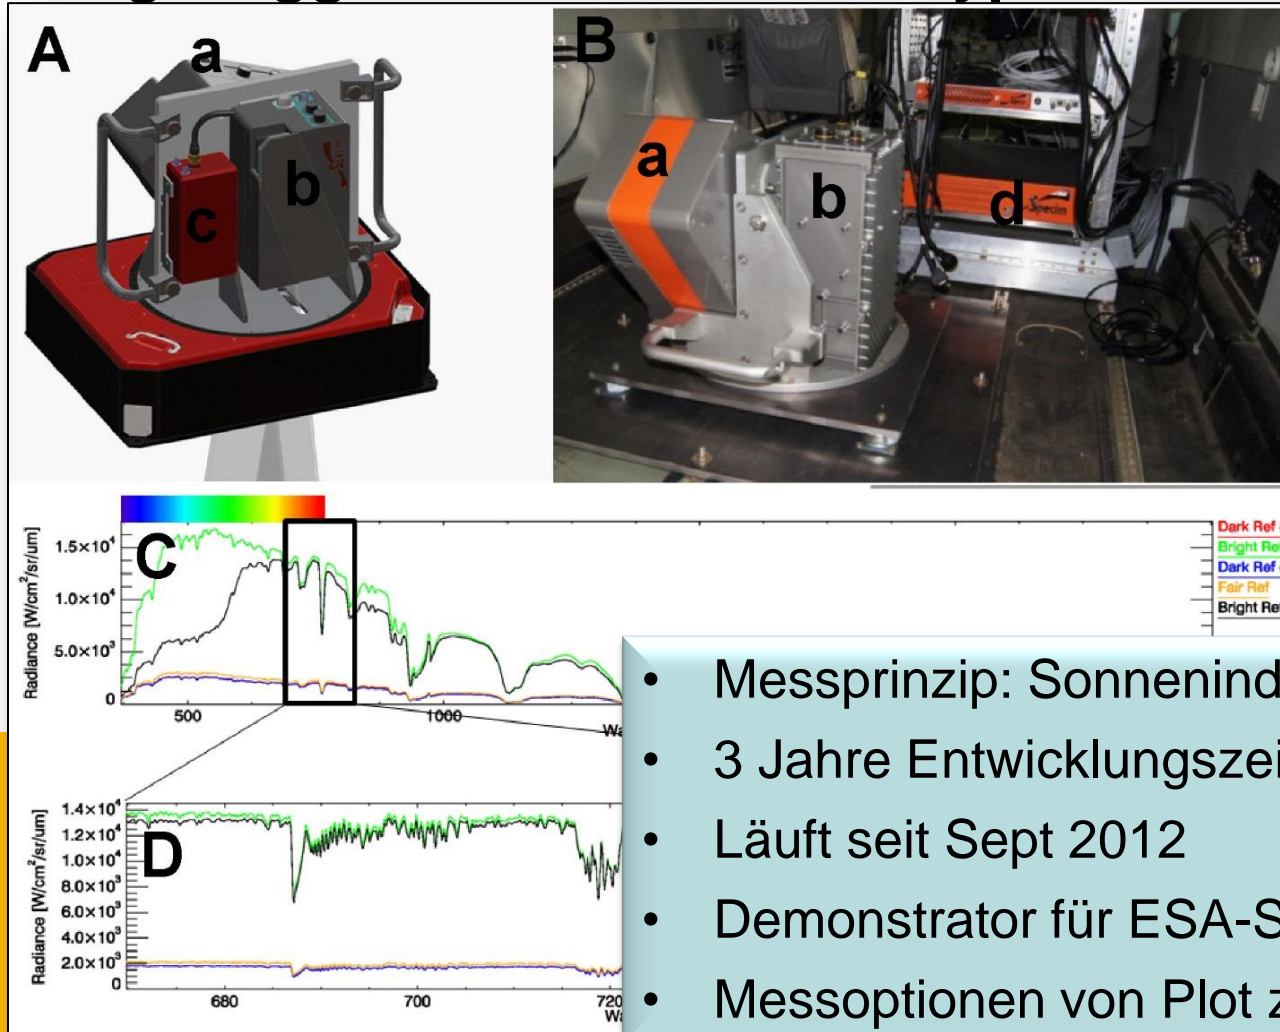 A
a
b
c
B
a
b
d
Specim
C
Radiance [W/cm²/sr/um]
1.5×10⁴
1.0×10⁴
5.0×10³
0
500
1000
Dark Ref
Bright Ref
Dark Ref
Fair Ref
Bright Ref
D
Radiance [W/cm²/sr/um]
1.4×10⁴
1.2×10⁴
1.0×10⁴
8.0×10³
6.0×10³
4.0×10³
2.0×10³
0
680
700
720
• Messprinzip: Sonnenind
• 3 Jahre Entwicklungszei
• Läuft seit Sept 2012
• Demonstrator für ESA-S
• Messoptionen von Plot z